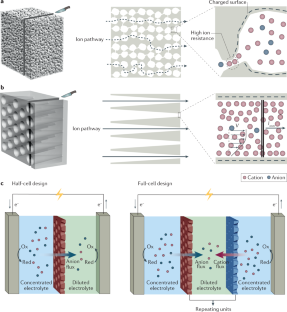 a
Ion pathway
Charged surface
High ion
resistance
b
Ion pathway
Cation
Anion
c
Half-cell design
Full-cell design
e⁻
e⁻
e⁻
e⁻
Ox
Red
Anion
flux
Ox
Red
Concentrated
electrolyte
Diluted
electrolyte
Ox
Red
Anion
flux
Cation
flux
Ox
Red
Concentrated
electrolyte
Diluted
electrolyte
Concentrated
electrolyte
Repeating units